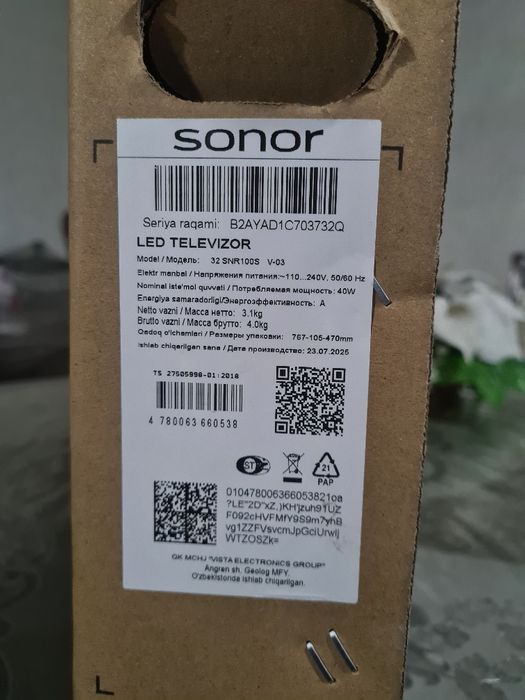 sonor
Seriya raqami: B2AYAD1C703732Q
LED TELEVIZOR
Model / Модель: 32 SNR100S V-03
Elektr manbai / Напряжения питания:~110...240V, 50/60 Hz
Nominal iste'mol quvvati / Потребляемая мощность: 40W
Energiya samaradorligi/Энергоэффективность: A
Netto vazni / Масса нетто: 3.1kg
Brutto vazni / Масса брутто: 4.0kg
Qadoq o'lchamlari / Размеры упаковки: 767-105-470mm
Ishlab chiqarilgan sana / Дата производство: 23.07.2025
TS 27505998-01:2018
4 780063 660538
ST
21
PAP
010478006366053821oa
?LE"2D"xZ,)KH'jzuh91UZ
F092cHVFMfY9S9m7yhB
vg1ZZFVsvcmJpGciUrwIj
WTZOSZk=
QK MCHJ "VISTA ELECTRONICS GROUP"
Angren sh. Geolog MFY.
O'zbekistonda ishlab chiqarilgan.